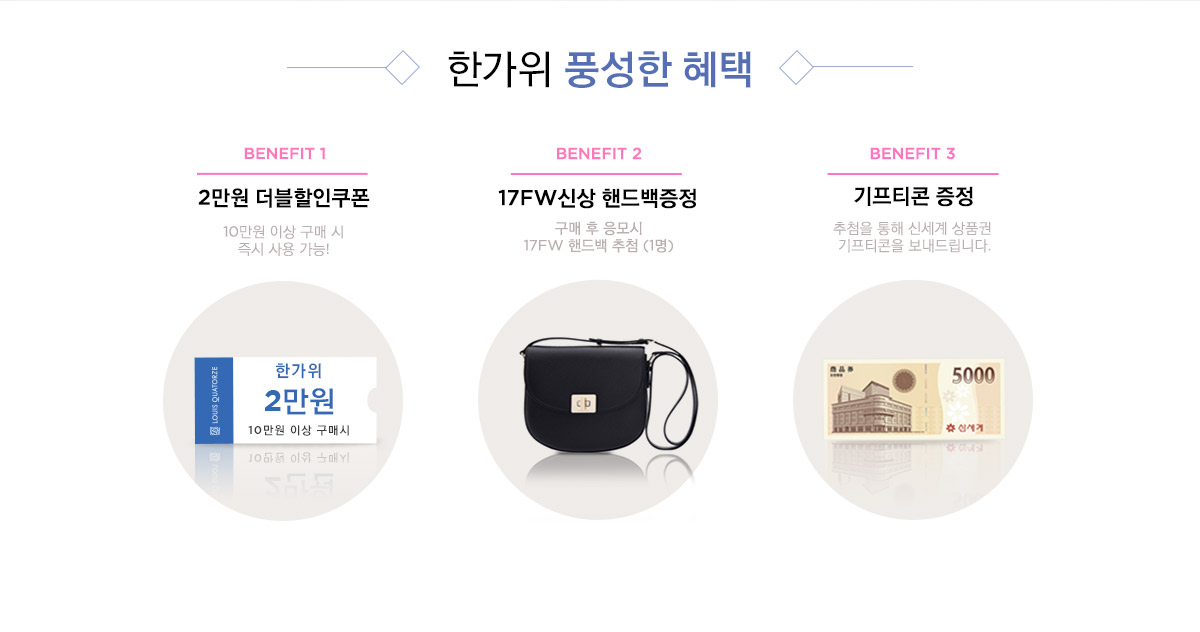 한가위 풍성한 혜택
BENEFIT 1
2만원 더블할인쿠폰
10만원 이상 구매 시
즉시 사용 가능!
LOUIS QUATORZE
한가위
2만원
10만원 이상 구매시
BENEFIT 2
17FW신상 핸드백증정
구매 후 응모시
17FW 핸드백 추첨 (1명)
BENEFIT 3
기프티콘 증정
추첨을 통해 신세계 상품권
기프티콘을 보내드립니다.
商品券
5000
신세계